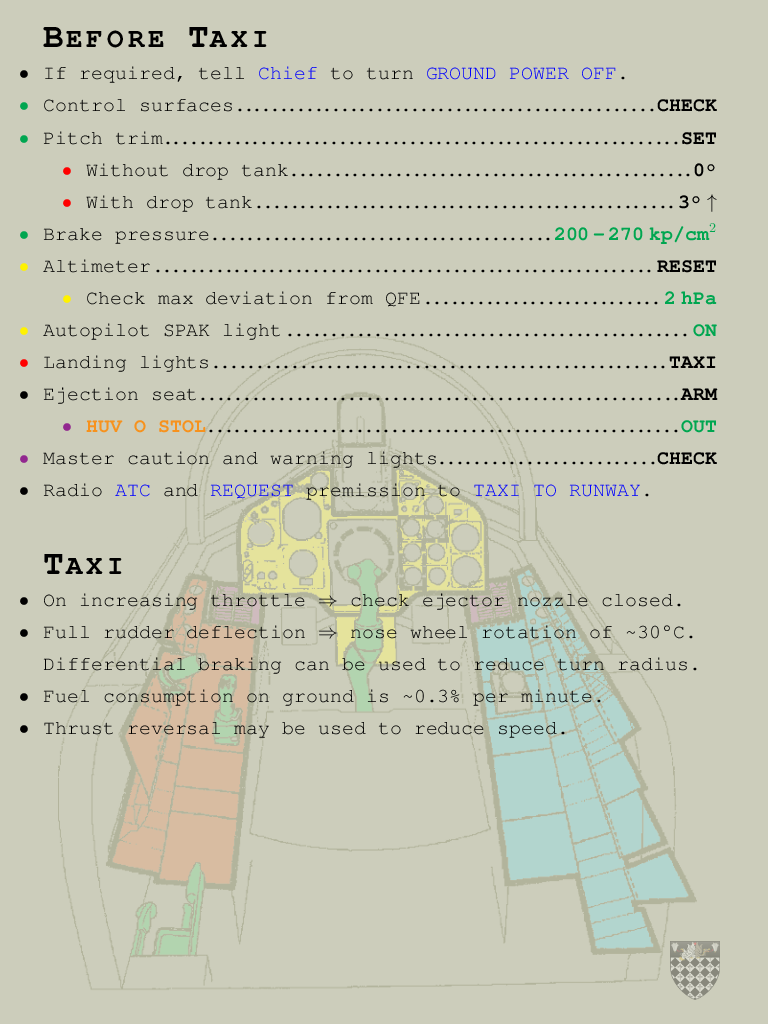 BEFORE TAXI
• If required, tell Chief to turn GROUND POWER OFF.
• Control surfaces......................................................CHECK
• Pitch trim......................................................SET
• Without drop tank......................................................0°
• With drop tank......................................................3° ↑
• Brake pressure......................................................200 – 270 kp/cm²
• Altimeter......................................................RESET
• Check max deviation from QFE......................................................2 hPa
• Autopilot SPAK light......................................................ON
• Landing lights......................................................TAXI
• Ejection seat......................................................ARM
• HUV O STOL......................................................OUT
• Master caution and warning lights......................................................CHECK
• Radio ATC and REQUEST premission to TAXI TO RUNWAY.
TAXI
• On increasing throttle ⇒ check ejector nozzle closed.
• Full rudder deflection ⇒ nose wheel rotation of ~30°C.
Differential braking can be used to reduce turn radius.
• Fuel consumption on ground is ~0.3% per minute.
• Thrust reversal may be used to reduce speed.